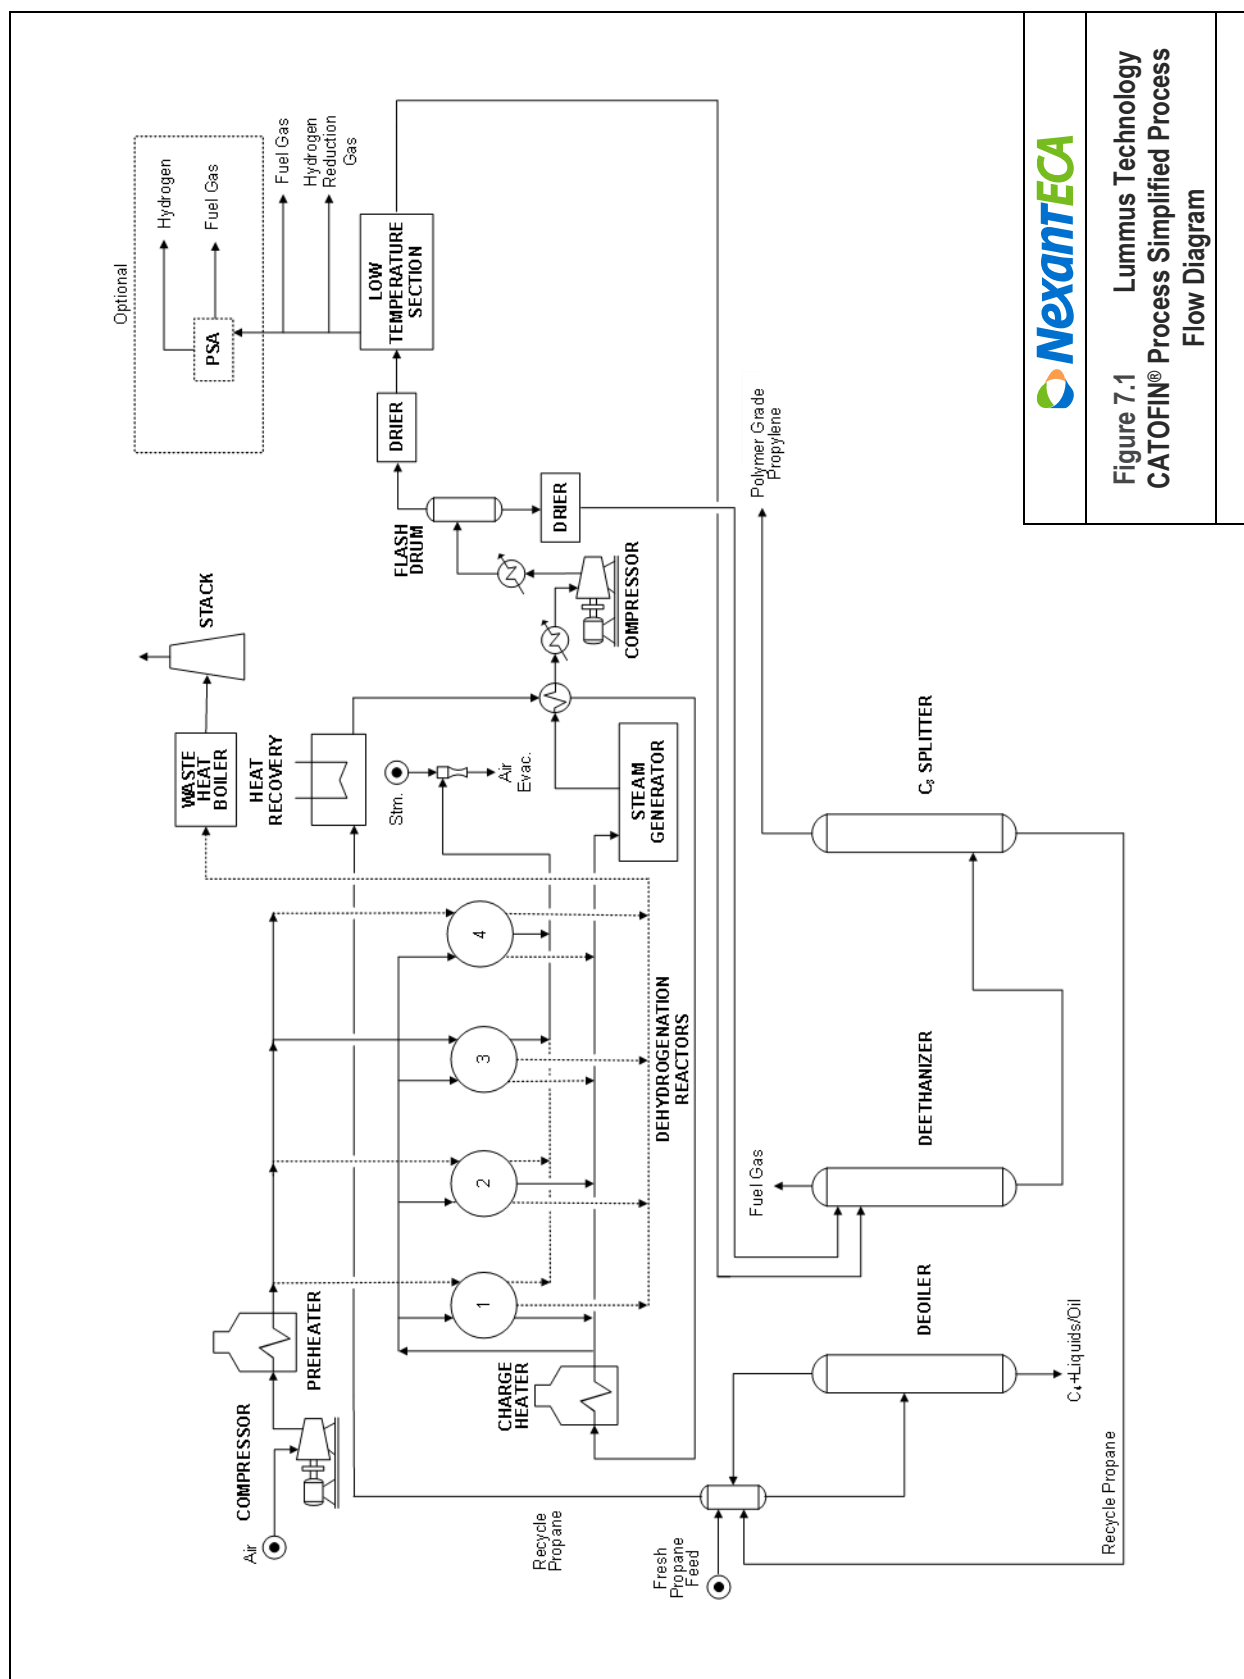 Optional
Hydrogen
Fuel Gas
PSA
Fuel Gas
Hydrogen
Reduction
Gas
LOW
TEMPERATURE
SECTION
DRIER
FLASH
DRUM
DRIER
COMPRESSOR
STACK
WASTE
HEAT
BOILER
HEAT
RECOVERY
Stm.
Air
Evac.
STEAM
GENERATOR
4
3
2
1
DEHYDROGENATION
REACTORS
PREHEATER
COMPRESSOR
Air
CHARGE
HEATER
Recycle
Propane
Fresh
Propane
Feed
DEOILER
C₄+Liquids/Oil
Fuel Gas
DEETHANIZER
C₃ SPLITTER
Polymer Grade
Propylene
Recycle Propane
NexantECA
Figure 7.1 Lummus Technology
CATOFIN® Process Simplified Process
Flow Diagram